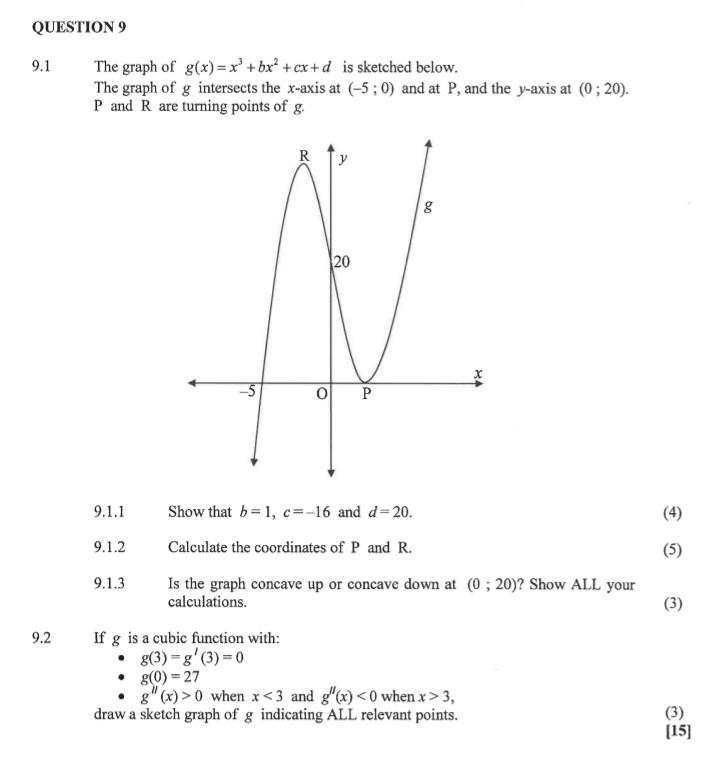 QUESTION 9
9.1 The graph of g(x) = x³ + bx² + cx + d is sketched below.
The graph of g intersects the x-axis at (–5 ; 0) and at P, and the y-axis at (0 ; 20).
P and R are turning points of g.
R y
g
20
x
–5 O P
9.1.1 Show that b = 1, c = –16 and d = 20. (4)
9.1.2 Calculate the coordinates of P and R. (5)
9.1.3 Is the graph concave up or concave down at (0 ; 20)? Show ALL your
calculations. (3)
9.2 If g is a cubic function with:
• g(3) = g′(3) = 0
• g(0) = 27
• g″(x) > 0 when x < 3 and g″(x) < 0 when x > 3,
draw a sketch graph of g indicating ALL relevant points. (3)
[15]